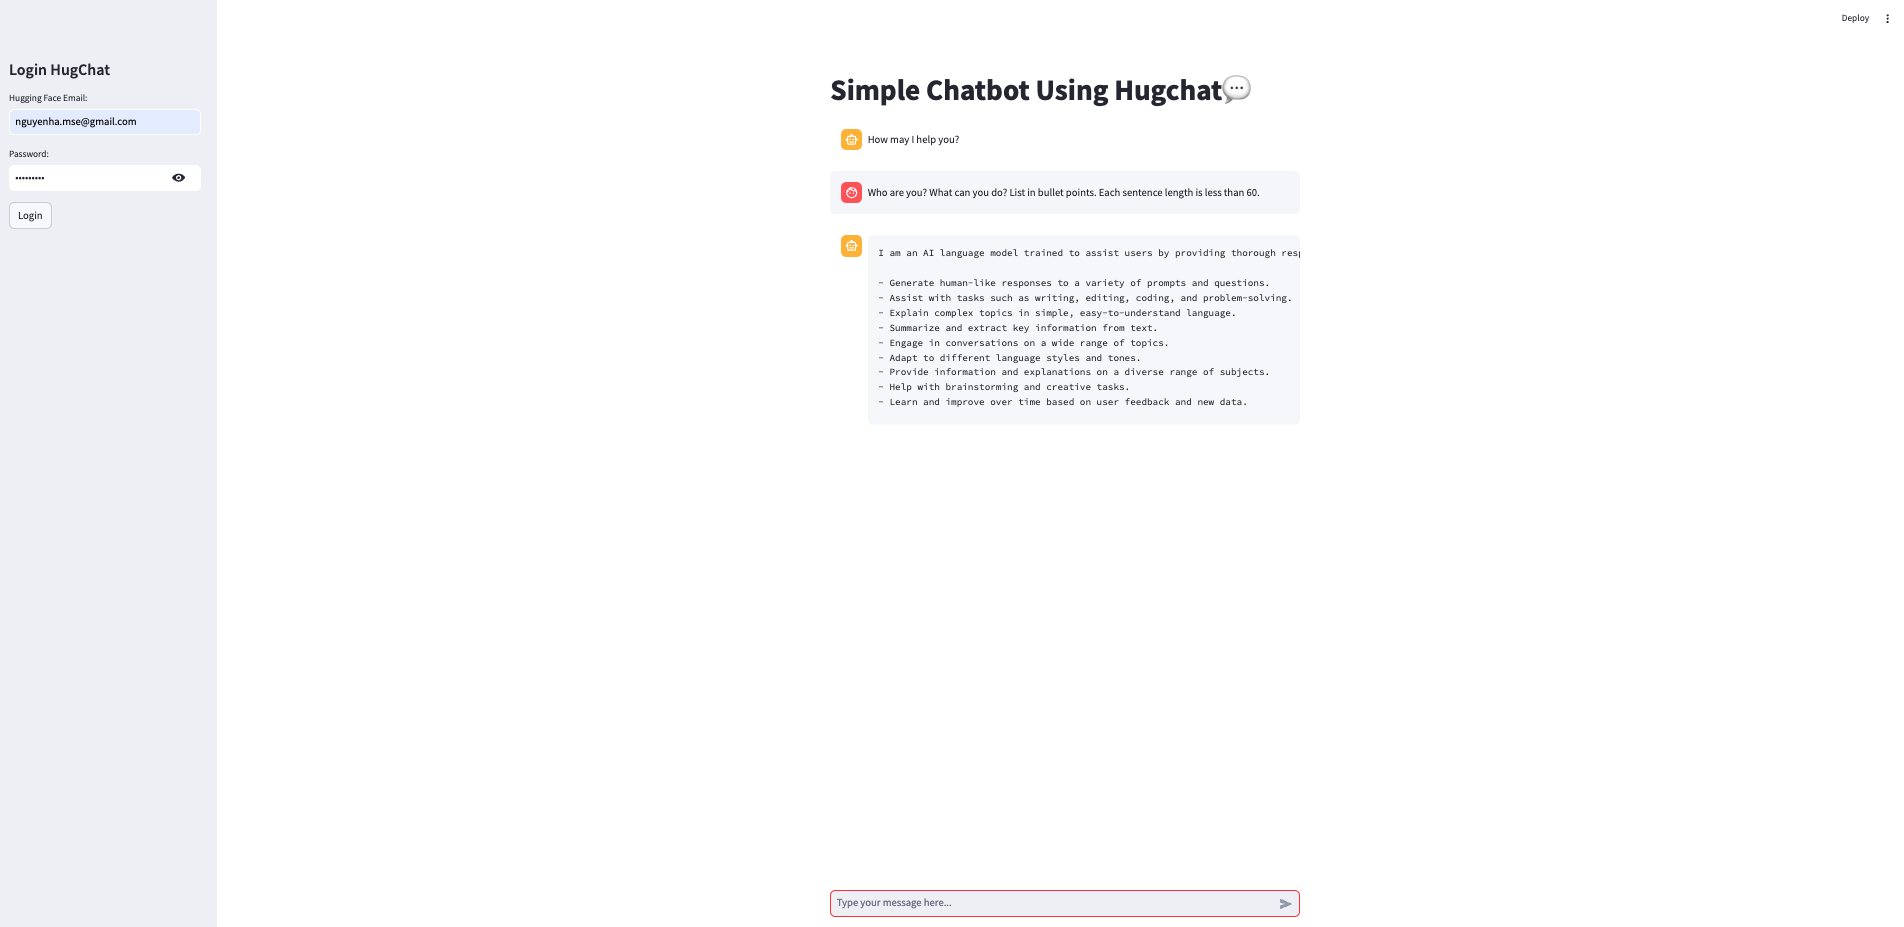 Deploy
Login HugChat
Hugging Face Email:
nguyenha.mse@gmail.com
Password:
•••••••••
Login
Simple Chatbot Using Hugchat💬
How may I help you?
Who are you? What can you do? List in bullet points. Each sentence length is less than 60.
I am an AI language model trained to assist users by providing thorough resp
- Generate human-like responses to a variety of prompts and questions.
- Assist with tasks such as writing, editing, coding, and problem-solving.
- Explain complex topics in simple, easy-to-understand language.
- Summarize and extract key information from text.
- Engage in conversations on a wide range of topics.
- Adapt to different language styles and tones.
- Provide information and explanations on a diverse range of subjects.
- Help with brainstorming and creative tasks.
- Learn and improve over time based on user feedback and new data.
Type your message here...